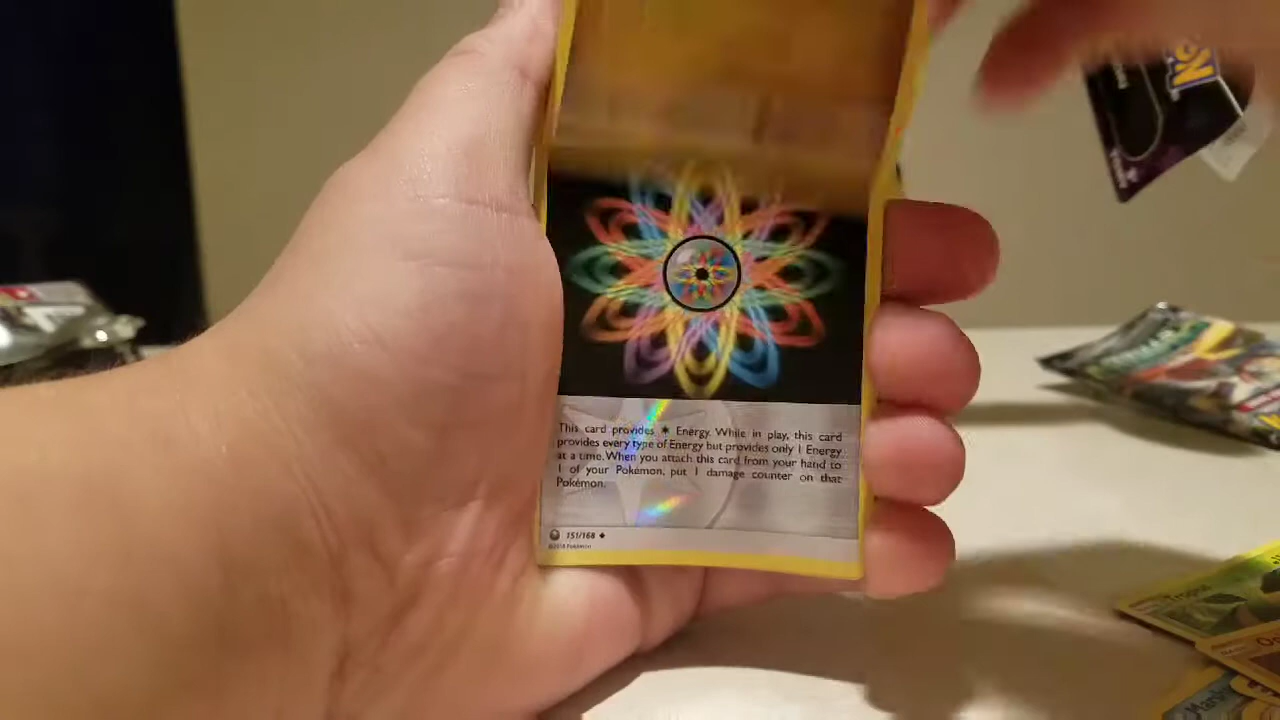 This card provides ✶ Energy. While in play, this card
provides every type of Energy but provides only 1 Energy
at a time. When you attach this card from your hand to
1 of your Pokémon, put 1 damage counter on that
Pokémon.
151/168 ◆
©2018 Pokémon